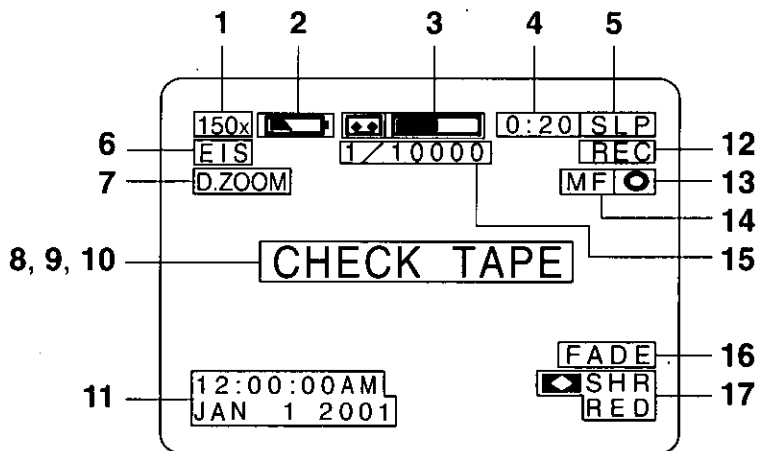 1 2 3 4 5
150x 0:20 SLP
6 EIS 1/10000 REC 12
7 D.ZOOM MF 13
14
8, 9, 10 CHECK TAPE 15
FADE 16
11 12:00:00AM SHR 17
JAN 1 2001 RED